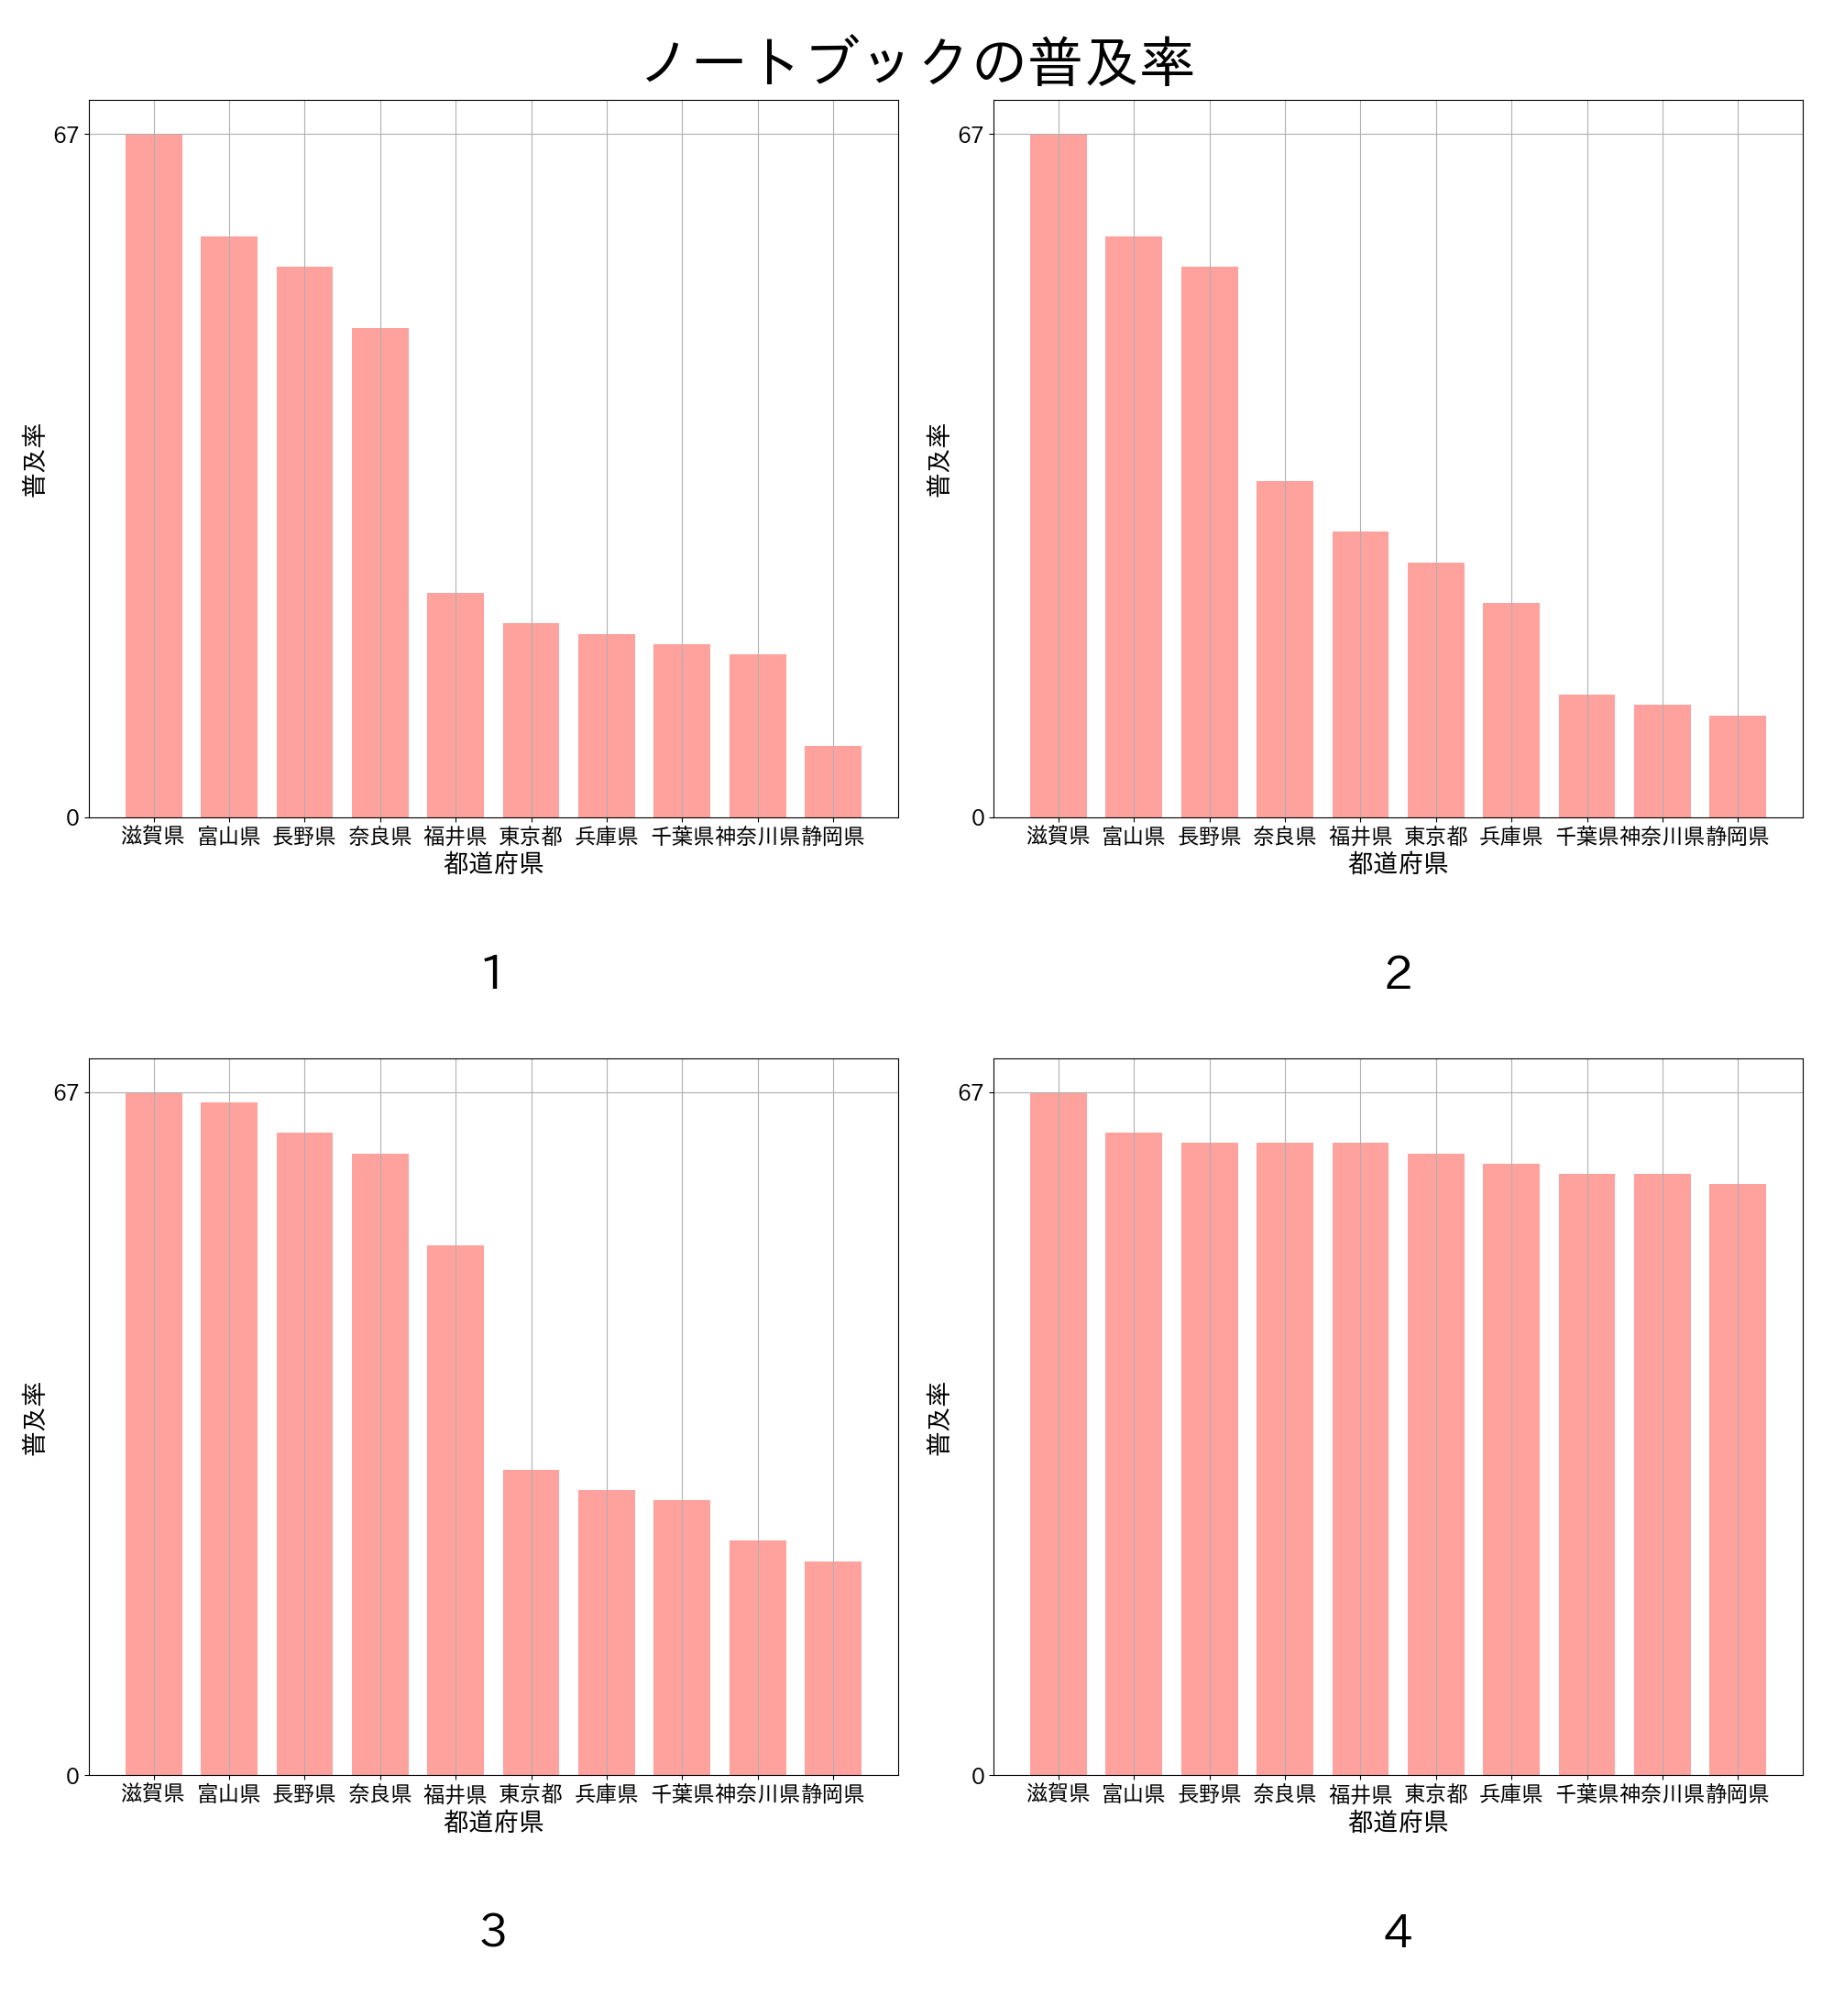 ノートブックの普及率
67
普及率
0
滋賀県 富山県 長野県 奈良県 福井県 東京都 兵庫県 千葉県 神奈川県 静岡県
都道府県
1
67
普及率
0
滋賀県 富山県 長野県 奈良県 福井県 東京都 兵庫県 千葉県 神奈川県 静岡県
都道府県
2
67
普及率
0
滋賀県 富山県 長野県 奈良県 福井県 東京都 兵庫県 千葉県 神奈川県 静岡県
都道府県
3
67
普及率
0
滋賀県 富山県 長野県 奈良県 福井県 東京都 兵庫県 千葉県 神奈川県 静岡県
都道府県
4